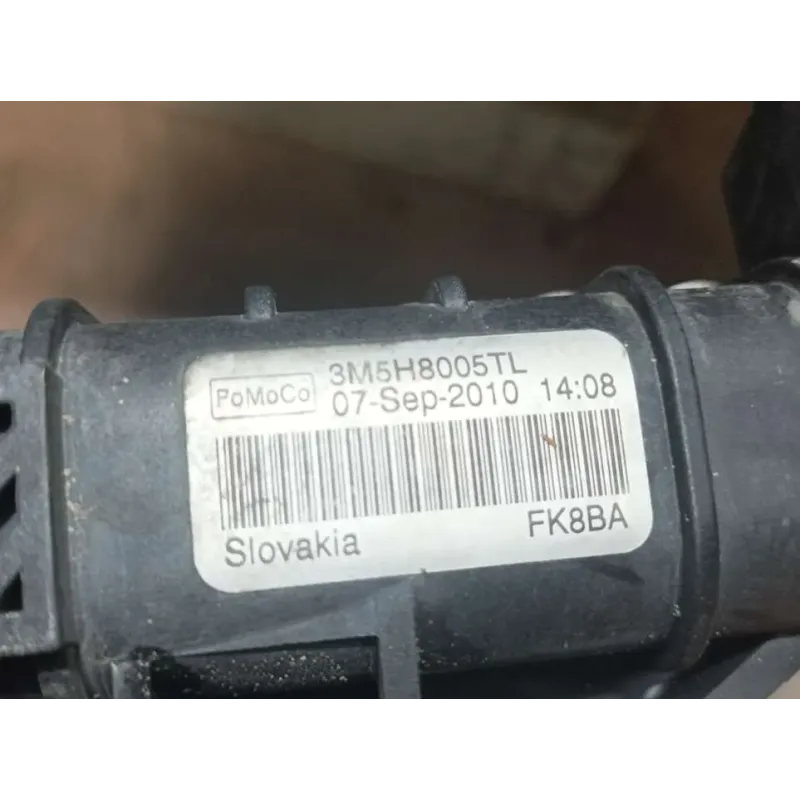 PoMoCo
3M5H8005TL
07-Sep-2010 14:08
FK8BA
Slovakia